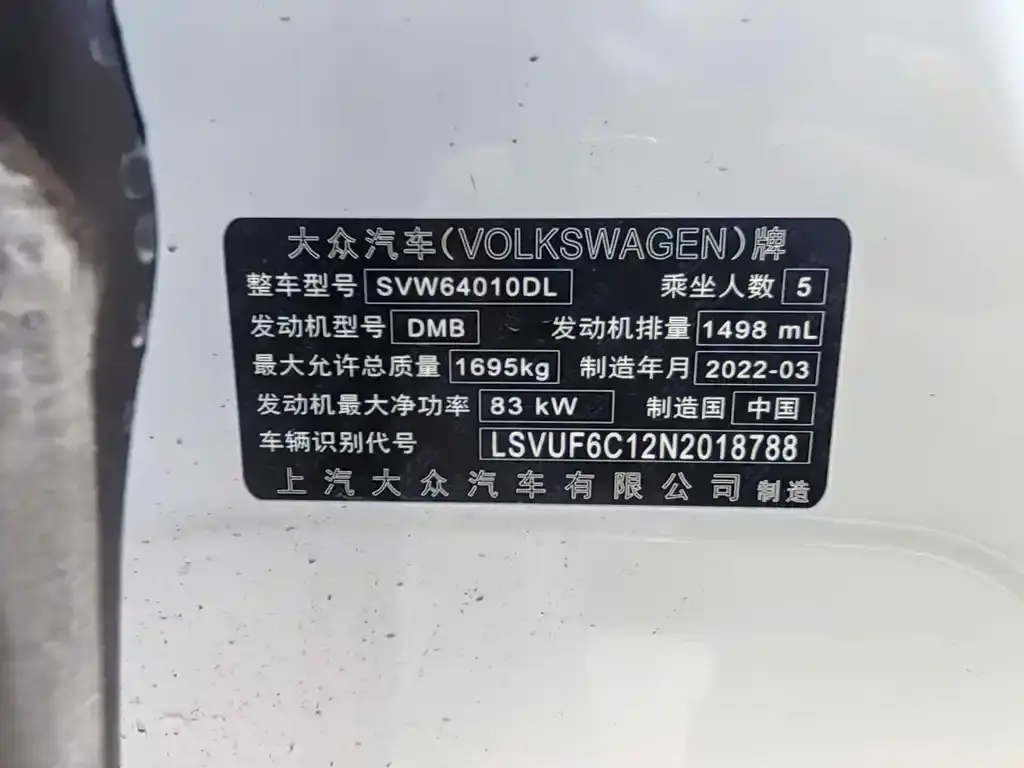 大众汽车(VOLKSWAGEN)牌
整车型号 SVW64010DL 乘坐人数 5
发动机型号 DMB 发动机排量 1498 mL
最大允许总质量 1695kg 制造年月 2022-03
发动机最大净功率 83 kW 制造国 中国
车辆识别代号 LSVUF6C12N2018788
上汽大众汽车有限公司 制造